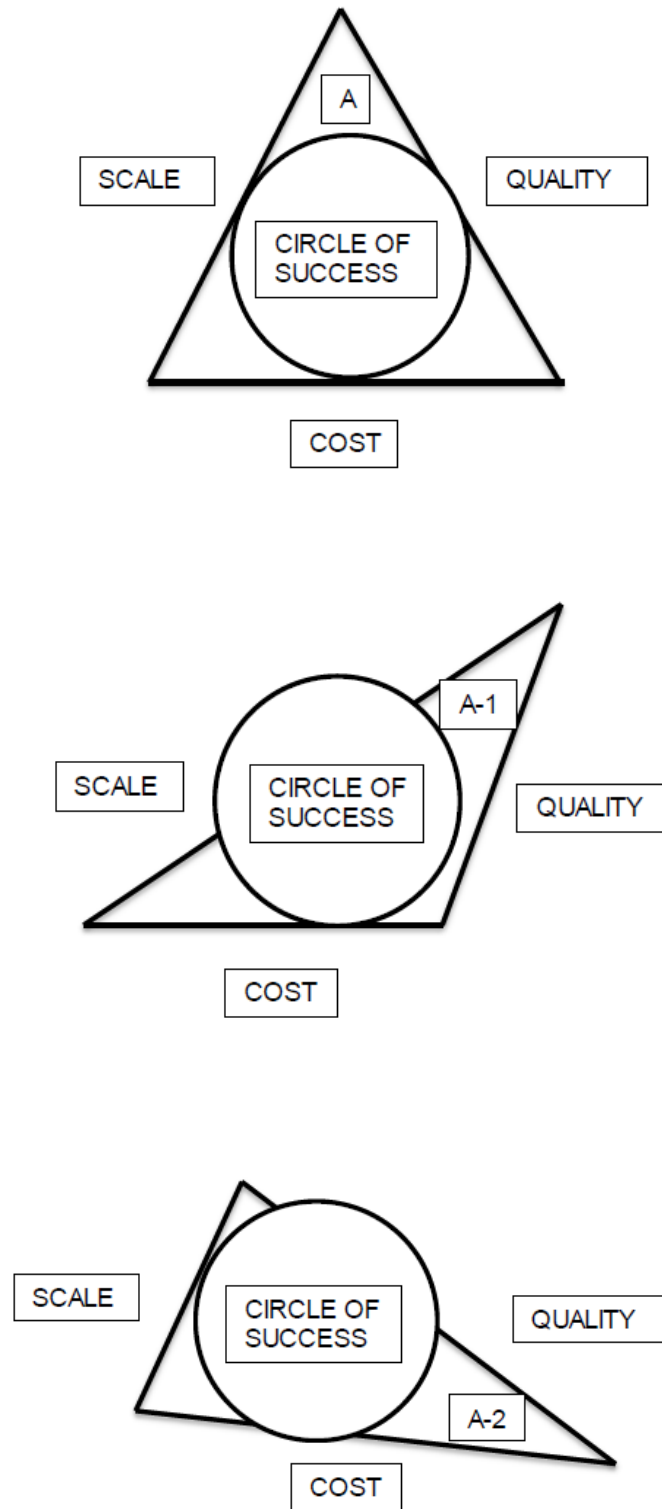 A
SCALE
QUALITY
CIRCLE OF
SUCCESS
COST
A-1
SCALE
CIRCLE OF
SUCCESS
QUALITY
COST
SCALE
CIRCLE OF
SUCCESS
QUALITY
A-2
COST